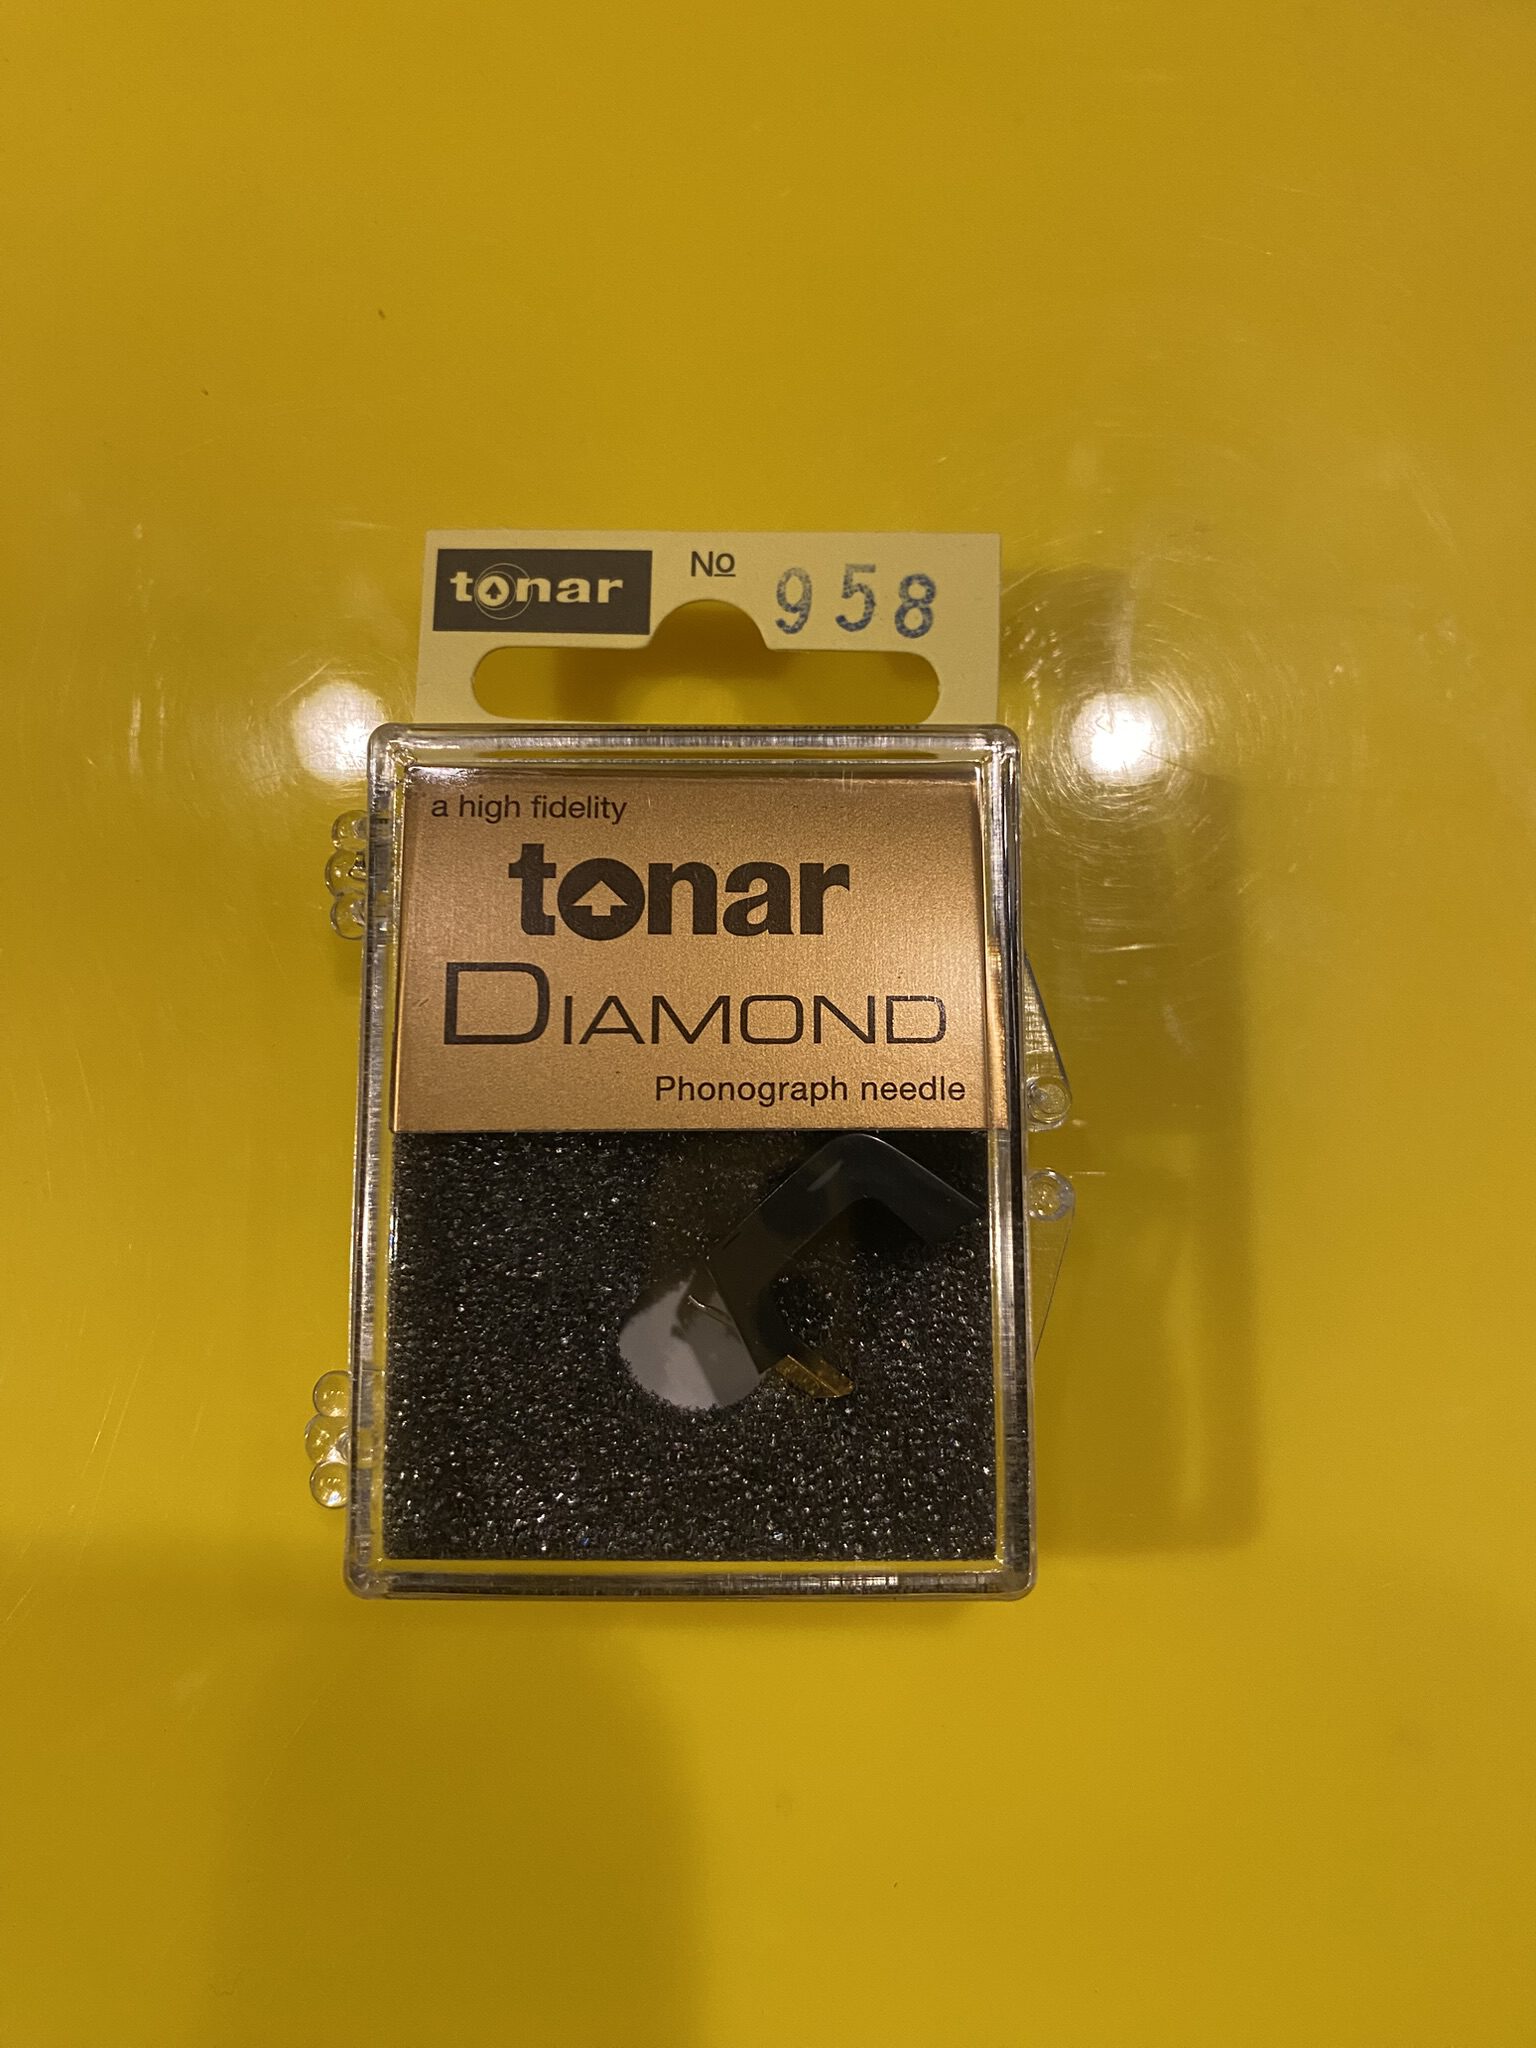 tonar No 958
a high fidelity
tonar
DIAMOND
Phonograph needle